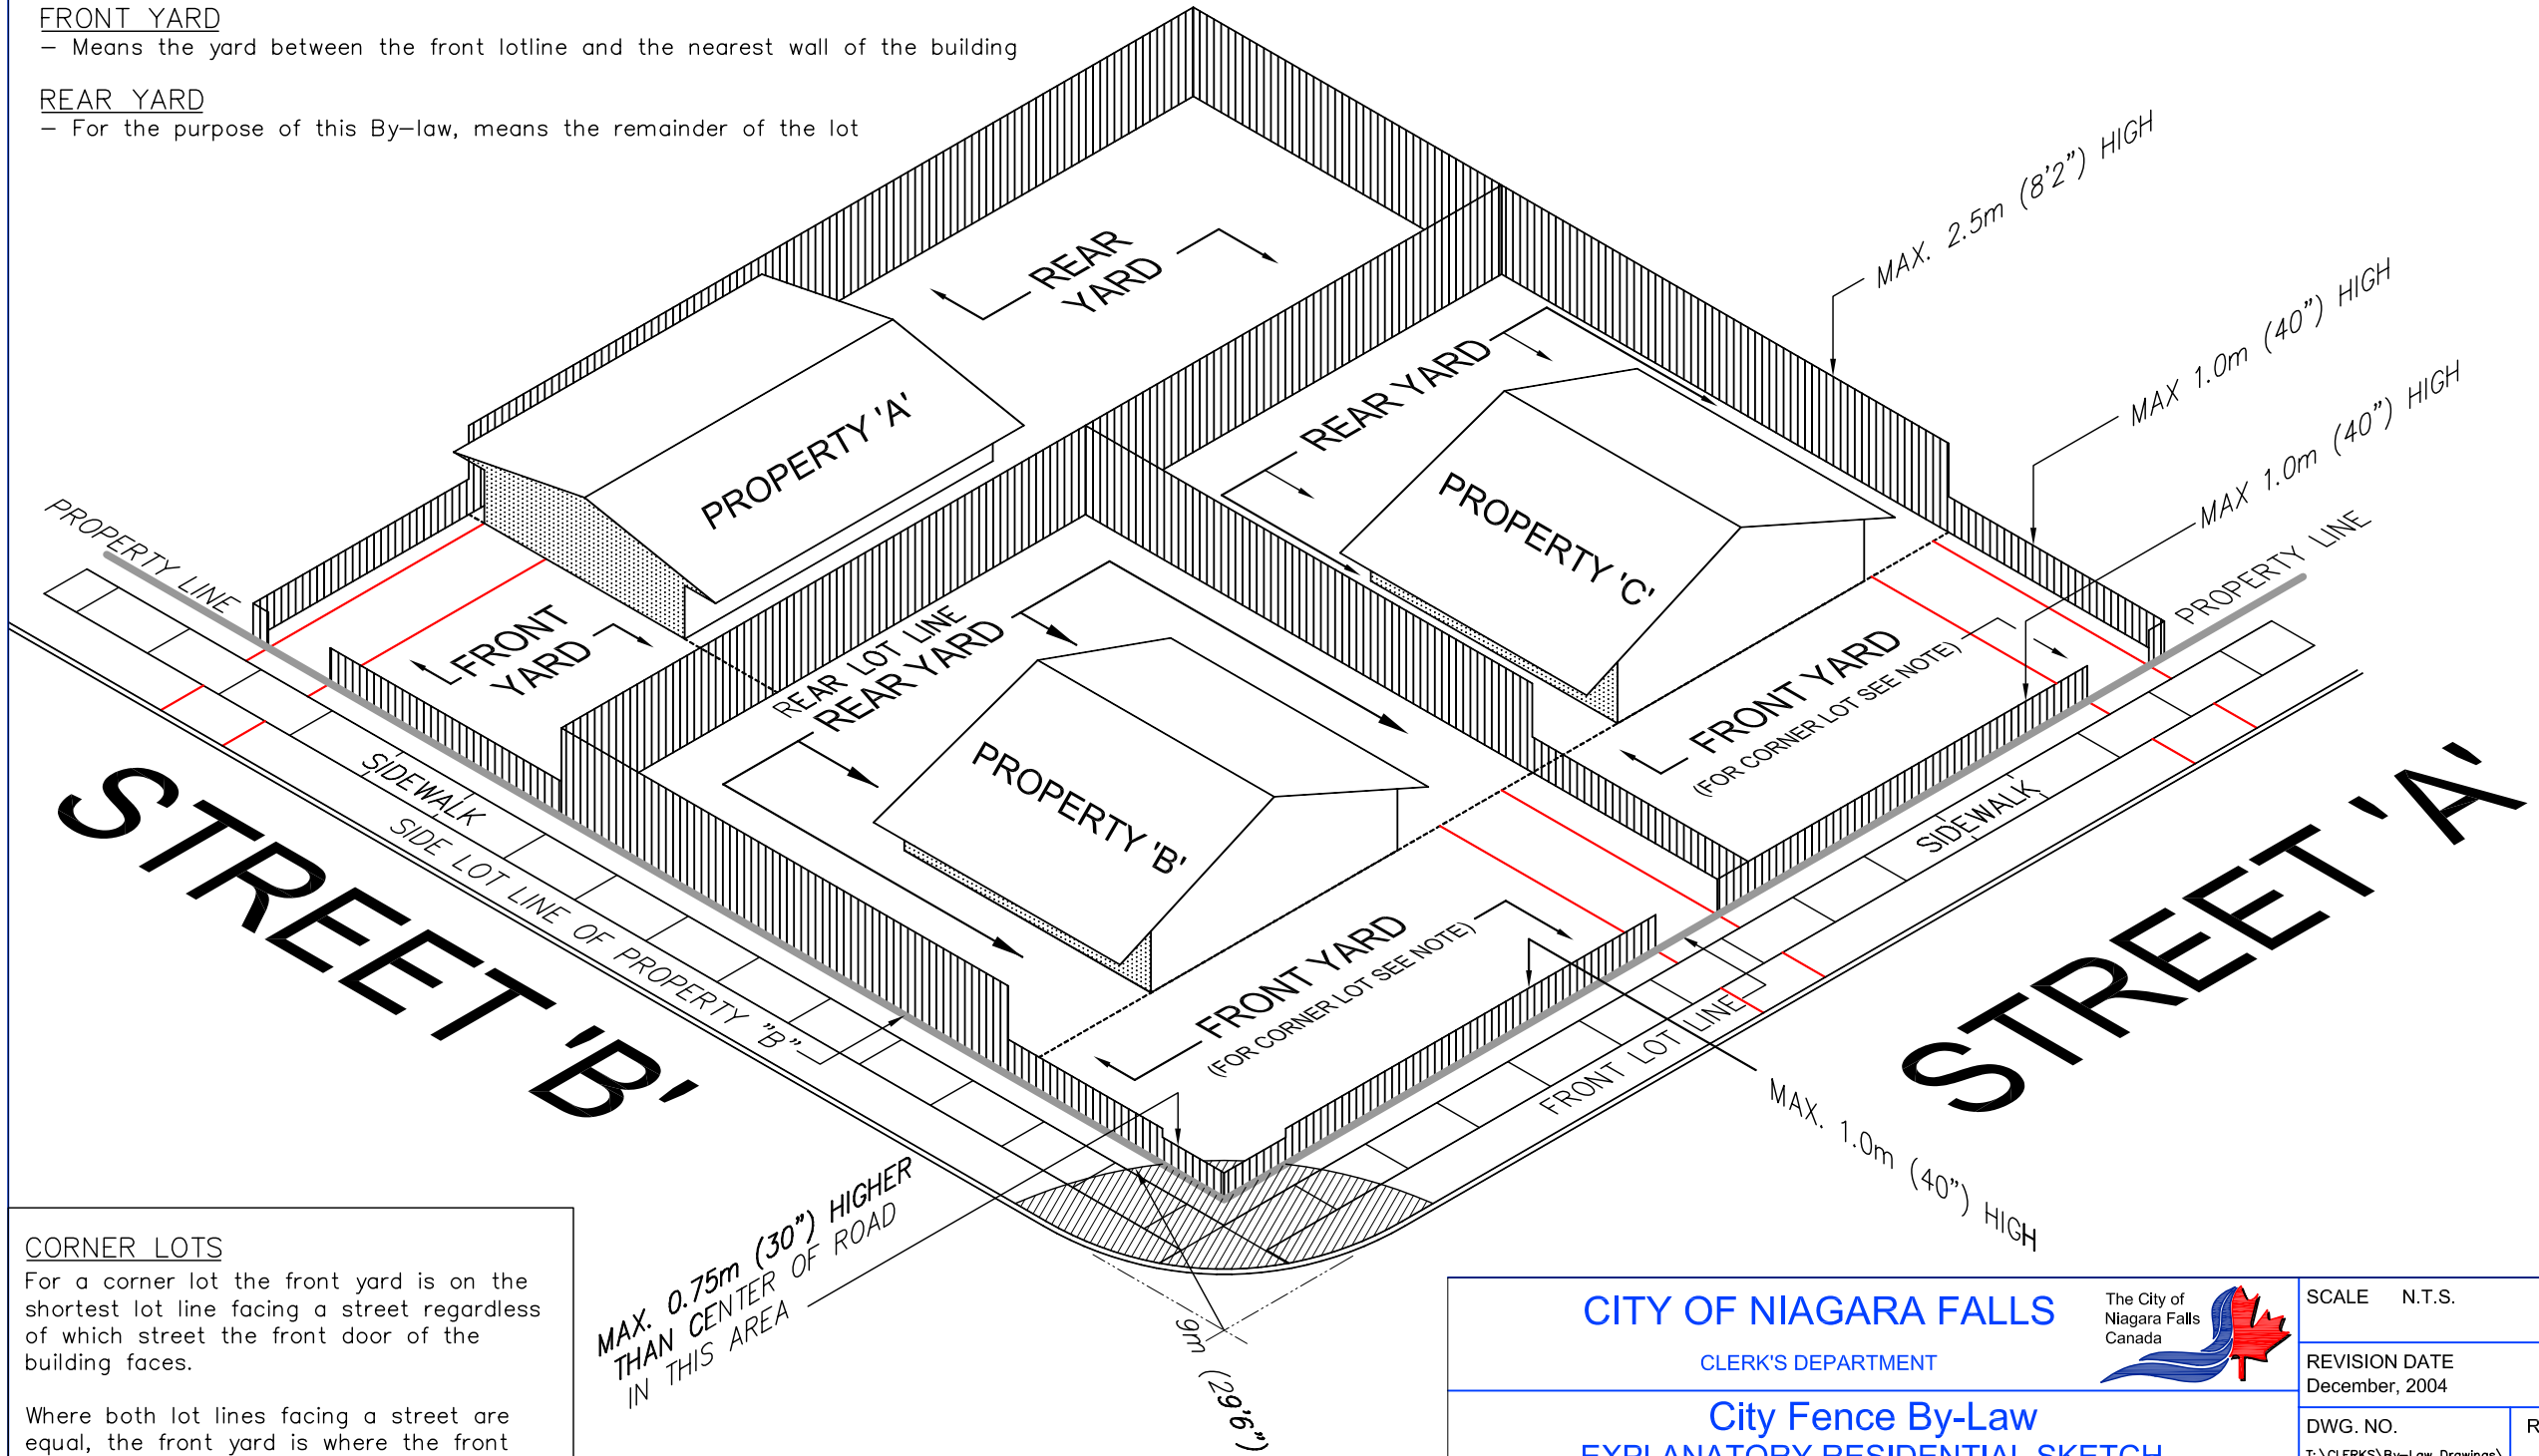 FRONT YARD
– Means the yard between the front lotline and the nearest wall of the building
REAR YARD
– For the purpose of this By–law, means the remainder of the lot
MAX. 2.5m (8'2") HIGH
MAX 1.0m (40") HIGH
MAX 1.0m (40") HIGH
REAR
YARD
REAR YARD
PROPERTY 'A'
PROPERTY 'C'
PROPERTY LINE
PROPERTY LINE
FRONT
YARD
REAR LOT LINE
REAR YARD
FRONT YARD
(FOR CORNER LOT SEE NOTE)
PROPERTY 'B'
SIDEWALK
SIDEWALK
SIDE LOT LINE OF PROPERTY "B"
STREET 'B'
STREET 'A'
FRONT YARD
(FOR CORNER LOT SEE NOTE)
FRONT LOT LINE
MAX. 1.0m (40") HIGH
MAX. 0.75m (30") HIGHER
THAN CENTER OF ROAD
IN THIS AREA
9m (29'6")
CORNER LOTS
For a corner lot the front yard is on the
shortest lot line facing a street regardless
of which street the front door of the
building faces.
Where both lot lines facing a street are
equal, the front yard is where the front
CITY OF NIAGARA FALLS
CLERK'S DEPARTMENT
The City of
Niagara Falls
Canada
City Fence By-Law
EXPLANATORY RESIDENTIAL SKETCH
SCALE N.T.S.
REVISION DATE
December, 2004
DWG. NO.
R
T:\CLERKS\By-Law Drawings\